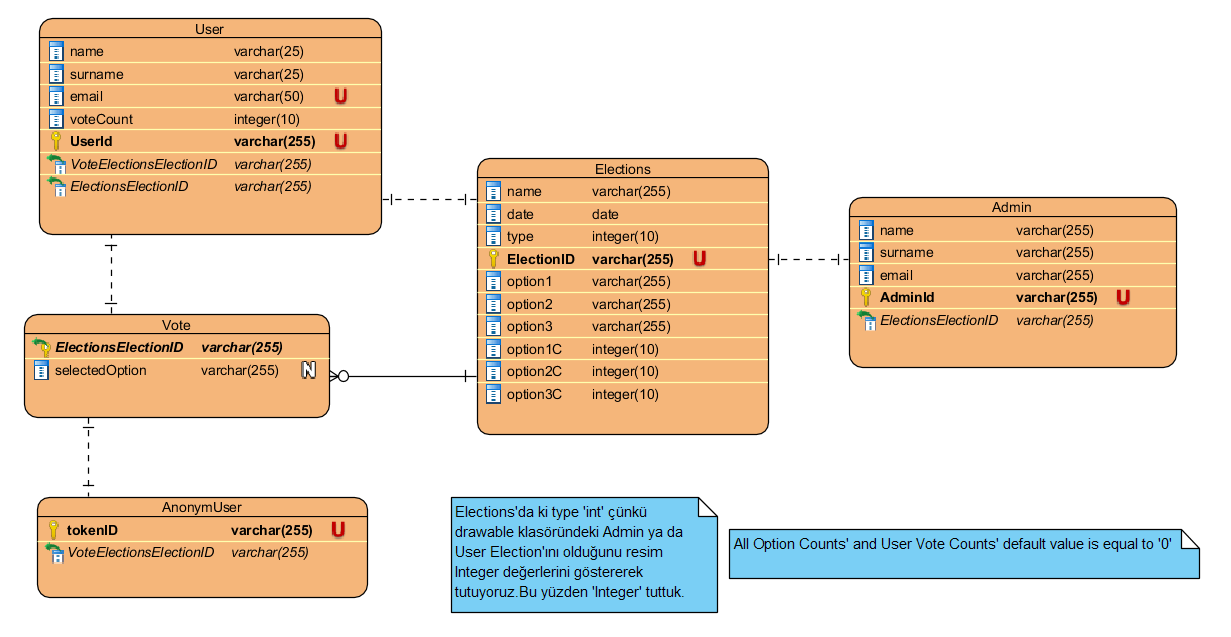 User
name varchar(25)
surname varchar(25)
email varchar(50) U
voteCount integer(10)
UserId varchar(255) U
VoteElectionsElectionID varchar(255)
ElectionsElectionID varchar(255)
Elections
name varchar(255)
date date
type integer(10)
ElectionID varchar(255) U
option1 varchar(255)
option2 varchar(255)
option3 varchar(255)
option1C integer(10)
option2C integer(10)
option3C integer(10)
Admin
name varchar(255)
surname varchar(255)
email varchar(255)
AdminId varchar(255) U
ElectionsElectionID varchar(255)
Vote
ElectionsElectionID varchar(255)
selectedOption varchar(255) N
AnonymUser
tokenID varchar(255) U
VoteElectionsElectionID varchar(255)
Elections'da ki type 'int' çünkü
drawable klasöründeki Admin ya da
User Election'ını olduğunu resim
Integer değerlerini göstererek
tutuyoruz.Bu yüzden 'Integer' tuttuk.
All Option Counts' and User Vote Counts' default value is equal to '0'